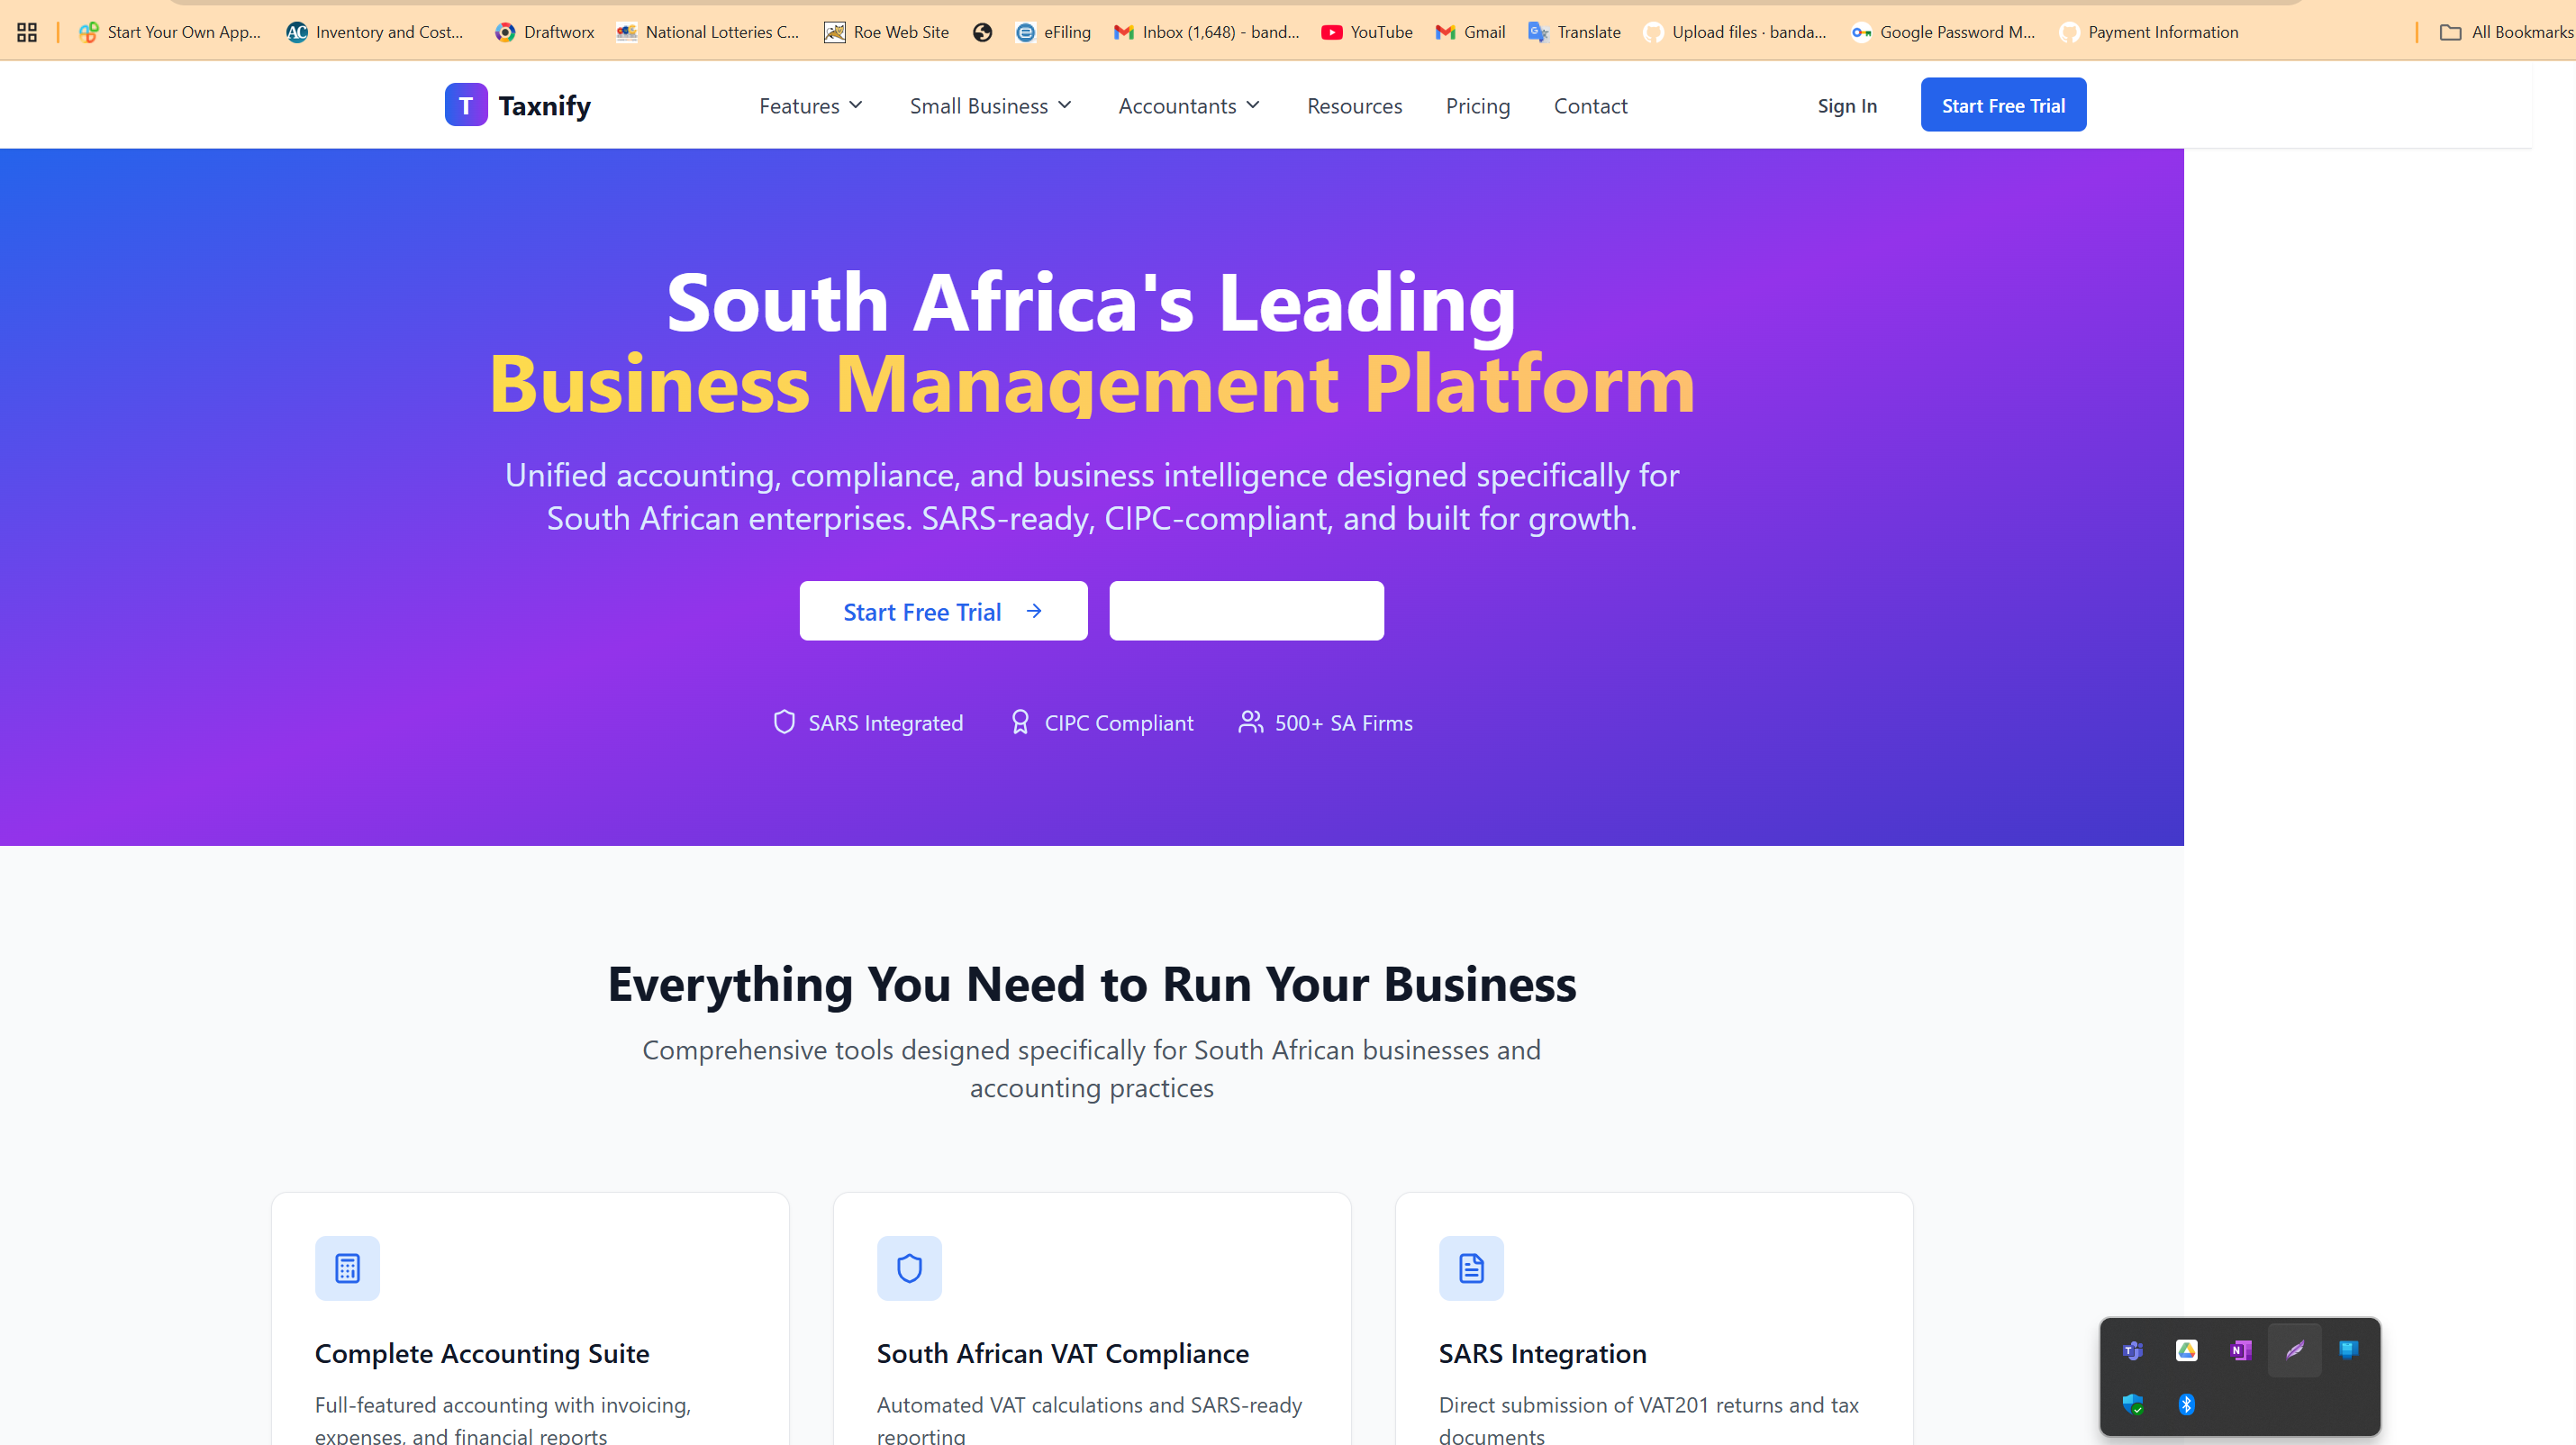 Start Your Own App...
Inventory and Cost...
Draftworx
National Lotteries C...
Roe Web Site
eFiling
Inbox (1,648) - band...
YouTube
Gmail
Translate
Upload files · banda...
Google Password M...
Payment Information
All Bookmarks
T Taxnify
Features
Small Business
Accountants
Resources
Pricing
Contact
Sign In
Start Free Trial
South Africa's Leading
Business Management Platform
Unified accounting, compliance, and business intelligence designed specifically for
South African enterprises. SARS-ready, CIPC-compliant, and built for growth.
Start Free Trial
SARS Integrated
CIPC Compliant
500+ SA Firms
Everything You Need to Run Your Business
Comprehensive tools designed specifically for South African businesses and
accounting practices
Complete Accounting Suite
Full-featured accounting with invoicing,
expenses, and financial reports
South African VAT Compliance
Automated VAT calculations and SARS-ready
reporting
SARS Integration
Direct submission of VAT201 returns and tax
documents